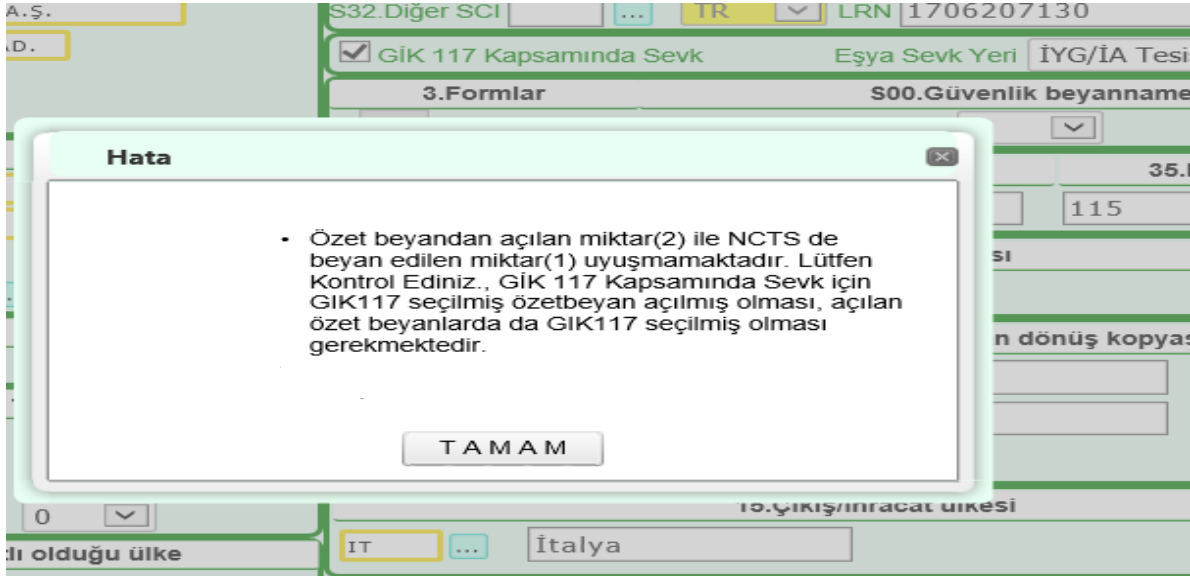 A.Ş.
S32.Diğer SCI ... TR LRN 1706207130
AD.
GİK 117 Kapsamında Sevk Eşya Sevk Yeri İYG/İA Tesi
3.Formlar S00.Güvenlik beyanname
Hata
35.
115
• Özet beyandan açılan miktar(2) ile NCTS de
beyan edilen miktar(1) uyuşmamaktadır. Lütfen
Kontrol Ediniz., GİK 117 Kapsamında Sevk için
GIK117 seçilmiş özetbeyan açılmış olması, açılan
özet beyanlarda da GIK117 seçilmiş olması
gerekmektedir.
sı
n dönüş kopyas
TAMAM
15.Çıkış/İhracat ülkesi
0
lı olduğu ülke
IT ... İtalya